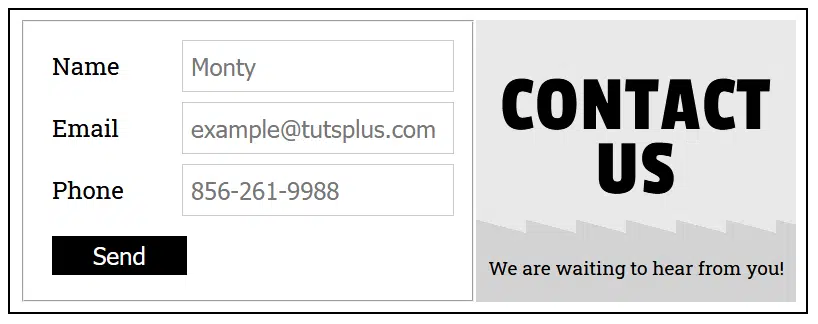 Name
Monty
Email
example@tutsplus.com
Phone
856-261-9988
Send
CONTACT
US
We are waiting to hear from you!